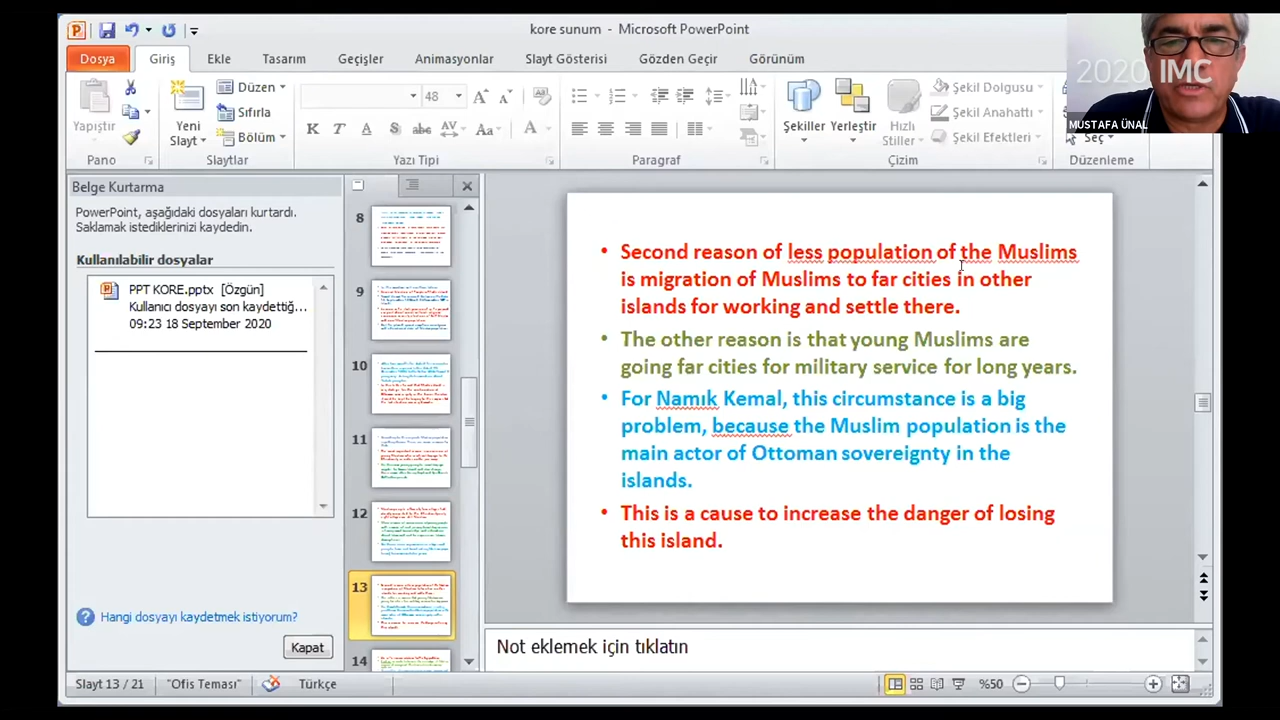 kore sunum - Microsoft PowerPoint
Dosya Giriş Ekle Tasarım Geçişler Animasyonlar Slayt Gösterisi Gözden Geçir Görünüm
2020 IMC
MUSTAFA ÜNAL
Yapıştır
Pano
Yeni Slayt
Düzen
Sıfırla
Bölüm
Slaytlar
48
K T A S abc AV Aa A
Yazı Tipi
Paragraf
Şekiller Yerleştir Hızlı Stiller
Şekil Dolgusu
Şekil Anahattı
Şekil Efektleri
Çizim
Seç
Düzenleme
Belge Kurtarma
PowerPoint, aşağıdaki dosyaları kurtardı.
Saklamak istediklerinizi kaydedin.
Kullanılabilir dosyalar
PPT KORE.pptx [Özgün]
Kullanıcı dosyayı son kaydettiğ...
09:23 18 September 2020
Hangi dosyayı kaydetmek istiyorum?
Kapat
8
9
10
11
12
13
14
• Second reason of less population of the Muslims
is migration of Muslims to far cities in other
islands for working and settle there.
• The other reason is that young Muslims are
going far cities for military service for long years.
• For Namık Kemal, this circumstance is a big
problem, because the Muslim population is the
main actor of Ottoman sovereignty in the
islands.
• This is a cause to increase the danger of losing
this island.
Not eklemek için tıklatın
Slayt 13 / 21 "Ofis Teması" Türkçe %50